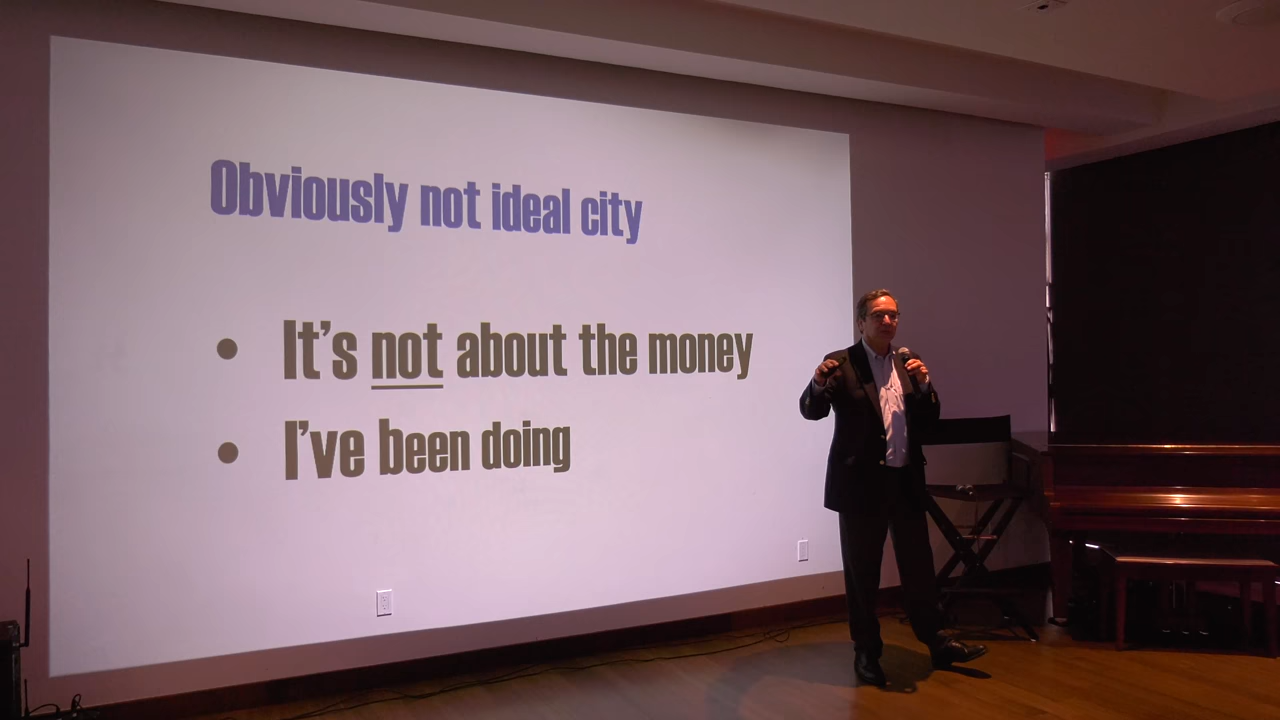 Obviously not ideal city
• It's not about the money
• I've been doing